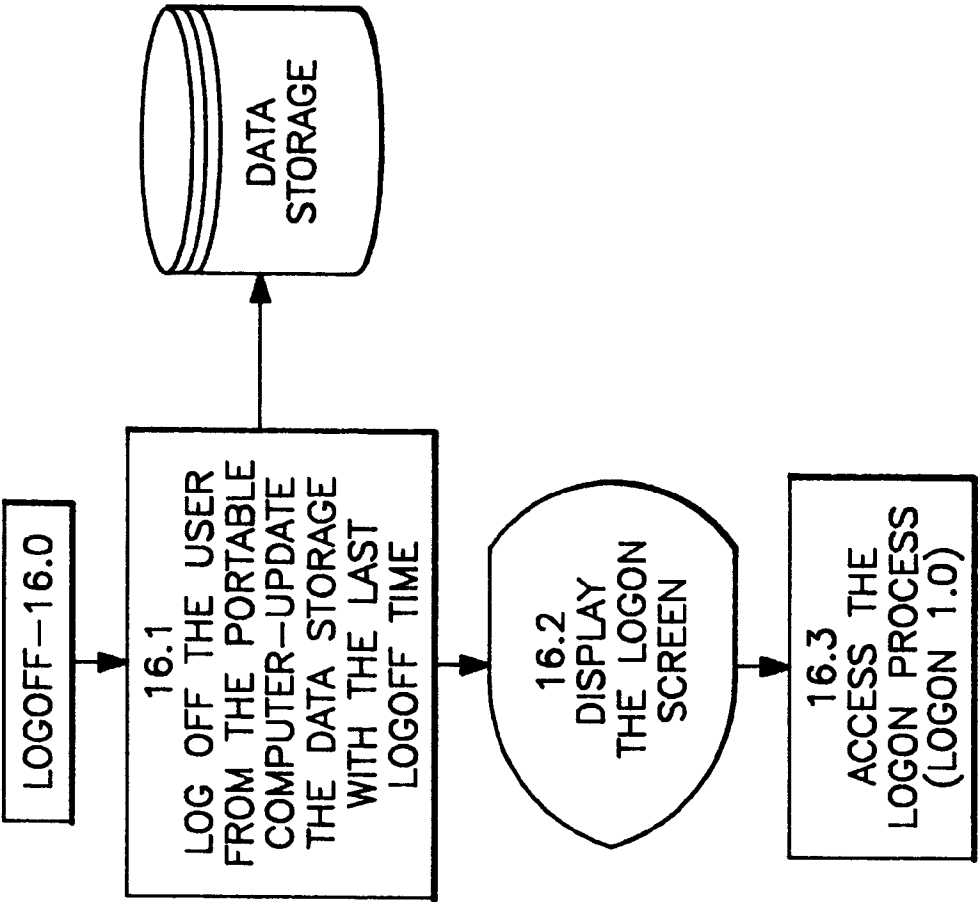 LOGOFF-16.0
16.1
LOG OFF THE USER
FROM THE PORTABLE
COMPUTER-UPDATE
THE DATA STORAGE
WITH THE LAST
LOGOFF TIME
DATA
STORAGE
16.2
DISPLAY
THE LOGON
SCREEN
16.3
ACCESS THE
LOGON PROCESS
(LOGON 1.0)